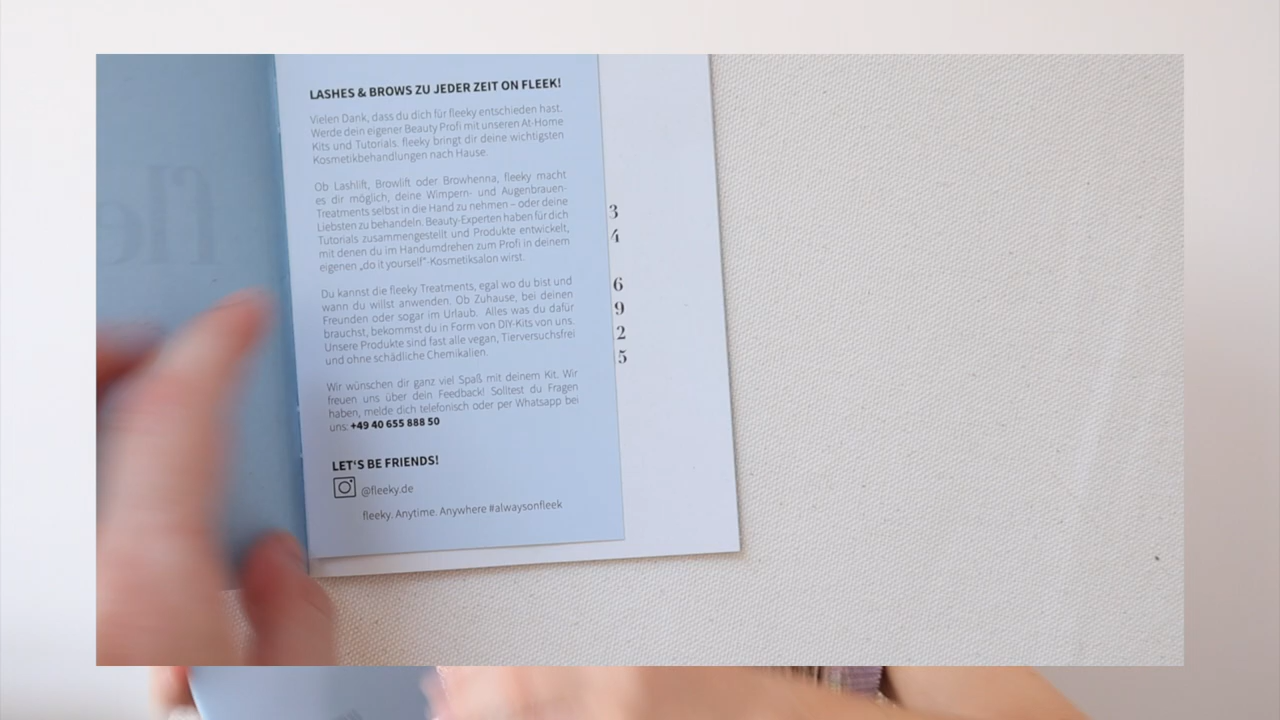 LASHES & BROWS ZU JEDER ZEIT ON FLEEK!
Vielen Dank, dass du dich für fleeky entschieden hast.
Werde dein eigener Beauty Profi mit unseren At-Home
Kits und Tutorials. fleeky bringt dir deine wichtigsten
Kosmetikbehandlungen nach Hause.
Ob Lashlift, Browlift oder Browhenna, fleeky macht
es dir möglich, deine Wimpern- und Augenbrauen-
Treatments selbst in die Hand zu nehmen – oder deine
Liebsten zu behandeln. Beauty-Experten haben für dich
Tutorials zusammengestellt und Produkte entwickelt,
mit denen du im Handumdrehen zum Profi in deinem
eigenen „do it yourself“-Kosmetiksalon wirst.
Du kannst die fleeky Treatments, egal wo du bist und
wann du willst anwenden. Ob Zuhause, bei deinen
Freunden oder sogar im Urlaub. Alles was du dafür
brauchst, bekommst du in Form von DIY-Kits von uns.
Unsere Produkte sind fast alle vegan, Tierversuchsfrei
und ohne schädliche Chemikalien.
Wir wünschen dir ganz viel Spaß mit deinem Kit. Wir
freuen uns über dein Feedback! Solltest du Fragen
haben, melde dich telefonisch oder per Whatsapp bei
uns: +49 40 655 888 50
LET'S BE FRIENDS!
@fleeky.de
fleeky. Anytime. Anywhere #alwaysonfleek
3
4
6
9
2
5